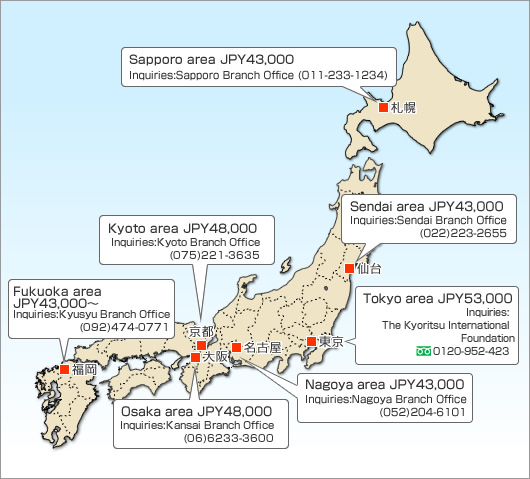 Sapporo area JPY43,000
Inquiries:Sapporo Branch Office (011-233-1234)
札幌
Sendai area JPY43,000
Inquiries:Sendai Branch Office
(022)223-2655
仙台
Kyoto area JPY48,000
Inquiries:Kyoto Branch Office
(075)221-3635
京都
Fukuoka area
JPY43,000～
Inquiries:Kyusyu Branch Office
(092)474-0771
福岡
Tokyo area JPY53,000
Inquiries:
The Kyoritsu International
Foundation
0120-952-423
東京
名古屋
大阪
Nagoya area JPY43,000
Inquiries:Nagoya Branch Office
(052)204-6101
Osaka area JPY48,000
Inquiries:Kansai Branch Office
(06)6233-3600